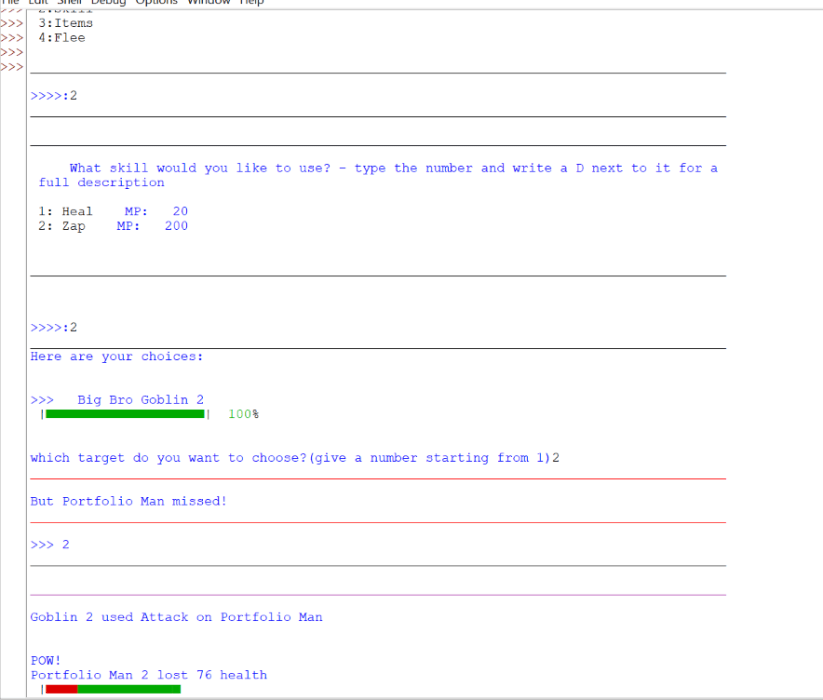 File Edit Shell Debug Options Window Help
>>> 2:Skill
>>> 3:Items
>>> 4:Flee
>>>
>>>
>>>>:2
What skill would you like to use? - type the number and write a D next to it for a
full description
1: Heal MP: 20
2: Zap MP: 200
>>>>:2
Here are your choices:
>>> Big Bro Goblin 2
| | 100%
which target do you want to choose?(give a number starting from 1)2
But Portfolio Man missed!
>>> 2
Goblin 2 used Attack on Portfolio Man
POW!
Portfolio Man 2 lost 76 health
|